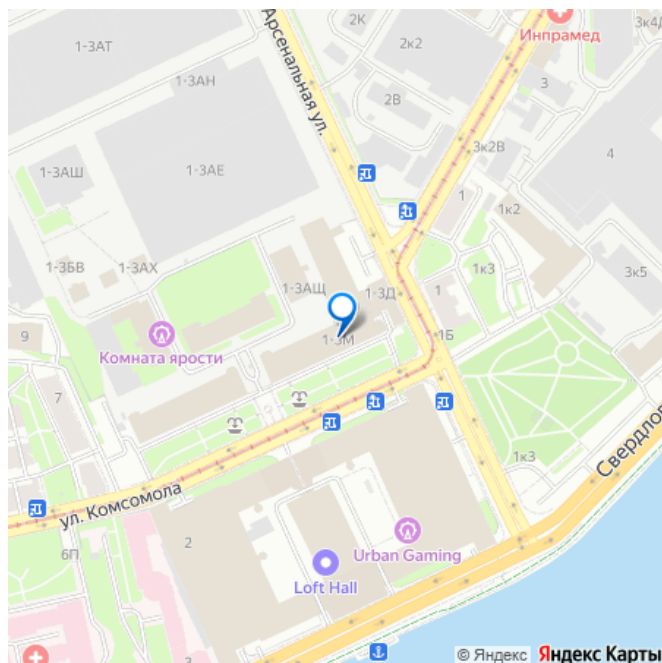 2К
3к4Д
Инпрамед
1-3АТ
2к2
1-3АН
3
2В
Арсенальная ул.
3к2В
4
1-3АШ
1-3АЕ
1
1к2
1-3БВ
1-3АХ
1к3
3к5
1-3АЩ
1-3Д
1
9
Комната ярости
1-3М
1Б
7
1к3
Свердлов
ул. Комсомола
2
6П
Urban Gaming
Loft Hall
3
© Яндекс Яндекс Карты